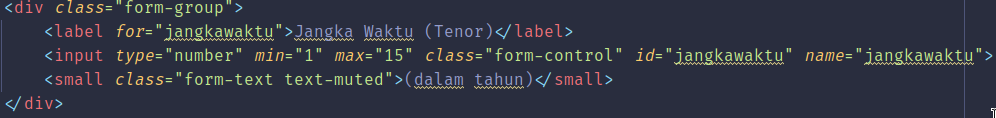 <div class="form-group">
<label for="jangkawaktu">Jangka Waktu (Tenor)</label>
<input type="number" min="1" max="15" class="form-control" id="jangkawaktu" name="jangkawaktu">
<small class="form-text text-muted">(dalam tahun)</small>
</div>